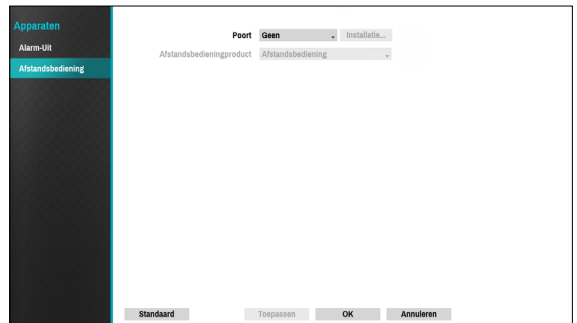 Apparaten
Alarm-Uit
Afstandsbediening
Poort Geen Installatie...
Afstandsbedieningproduct Afstandsbediening
Standaard Toepassen OK Annuleren